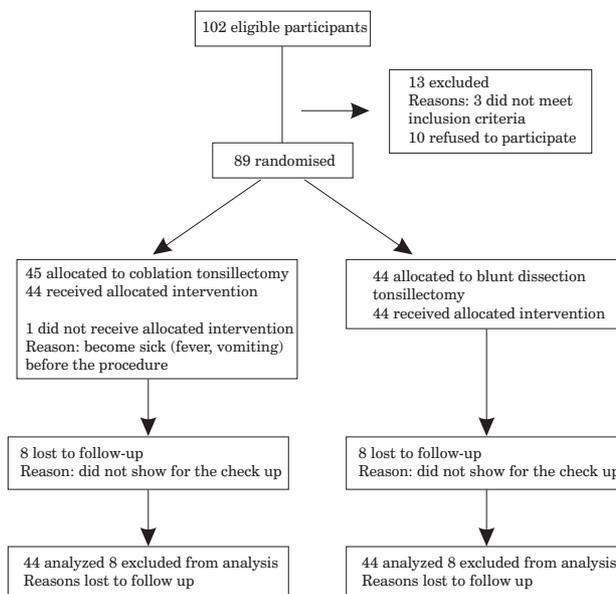 102 eligible participants
13 excluded
Reasons: 3 did not meet
inclusion criteria
10 refused to participate
89 randomised
45 allocated to coblation tonsillectomy
44 received allocated intervention
1 did not receive allocated intervention
Reason: become sick (fever, vomiting)
before the procedure
44 allocated to blunt dissection
tonsillectomy
44 received allocated intervention
8 lost to follow-up
Reason: did not show for the check up
8 lost to follow-up
Reason: did not show for the check up
44 analyzed 8 excluded from analysis
Reasons lost to follow up
44 analyzed 8 excluded from analysis
Reasons lost to follow up